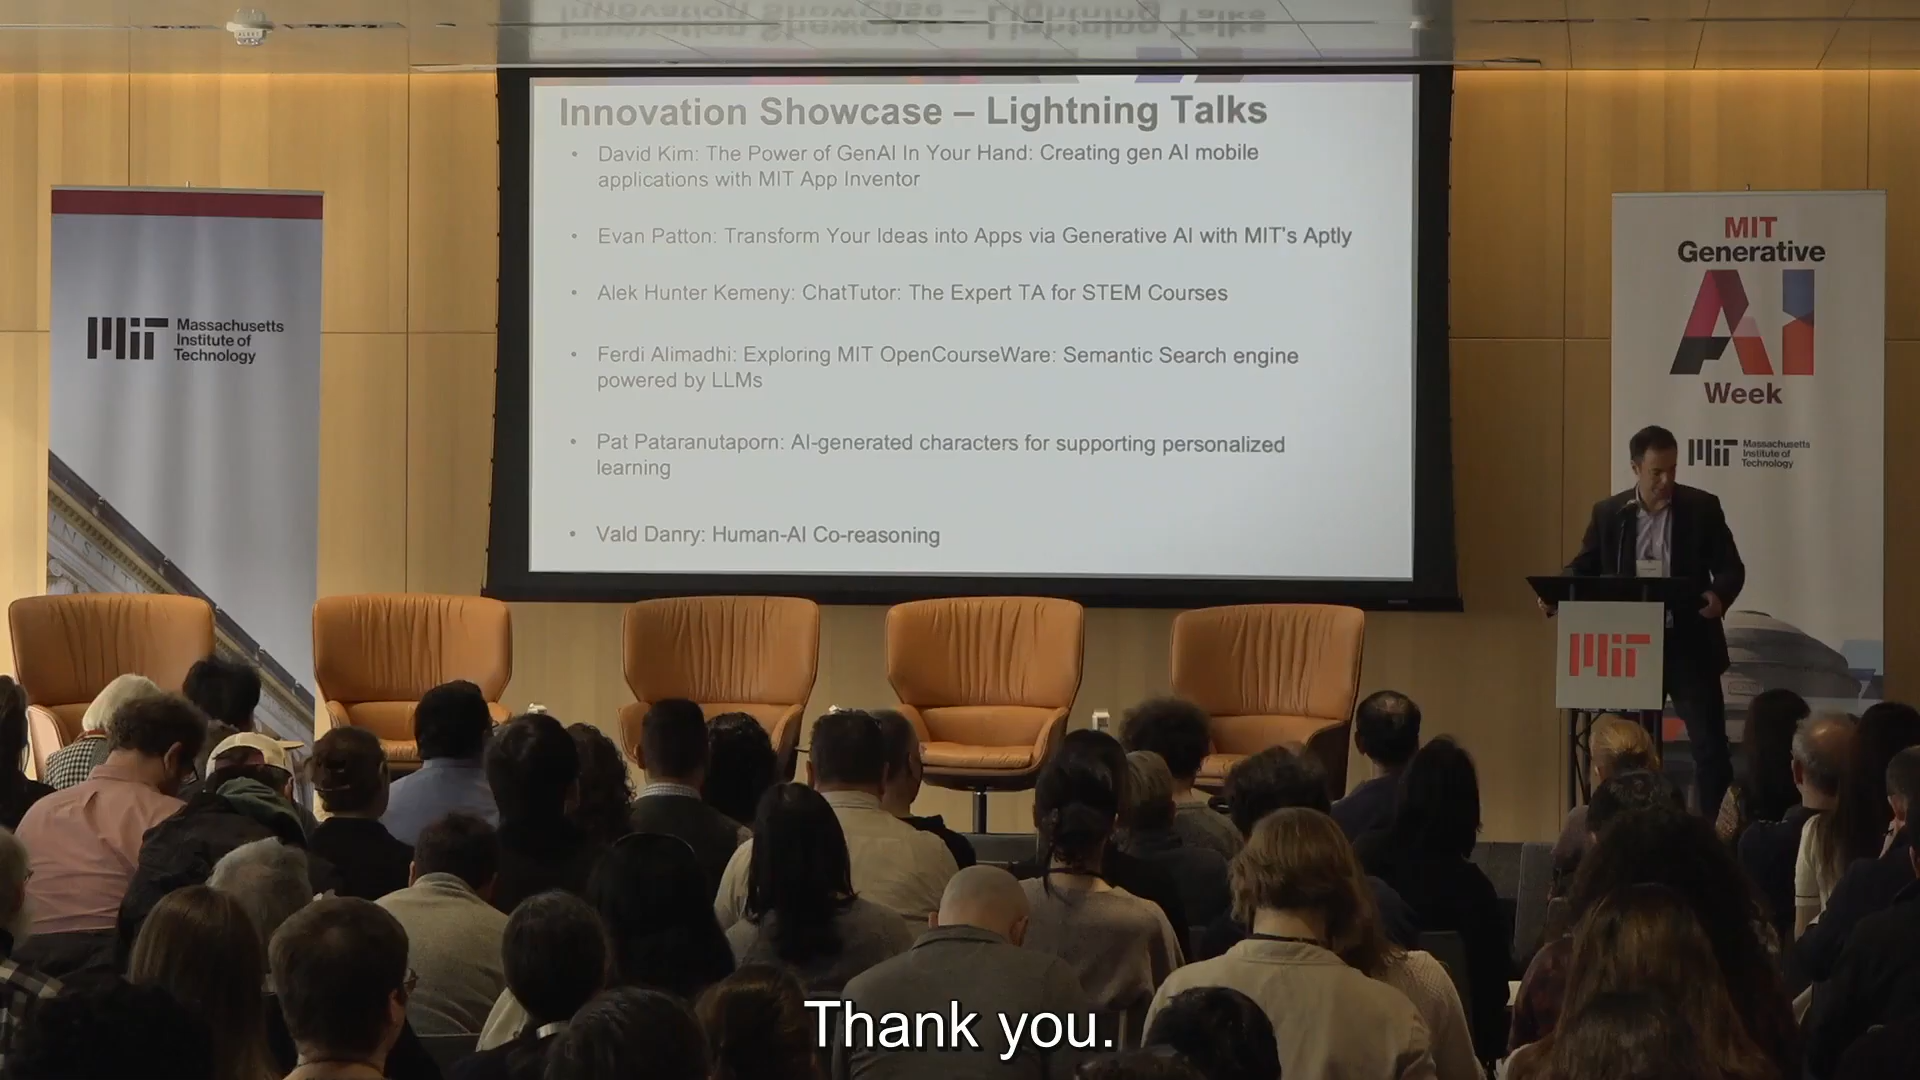 Innovation Showcase – Lightning Talks
• David Kim: The Power of GenAI In Your Hand: Creating gen AI mobile
applications with MIT App Inventor
• Evan Patton: Transform Your Ideas into Apps via Generative AI with MIT's Aptly
• Alek Hunter Kemeny: ChatTutor: The Expert TA for STEM Courses
• Ferdi Alimadhi: Exploring MIT OpenCourseWare: Semantic Search engine
powered by LLMs
• Pat Pataranutaporn: AI-generated characters for supporting personalized
learning
• Vald Danry: Human-AI Co-reasoning
MIT
Massachusetts
Institute of
Technology
MIT
Generative
AI
Week
MIT
Massachusetts
Institute of
Technology
MIT
Thank you.